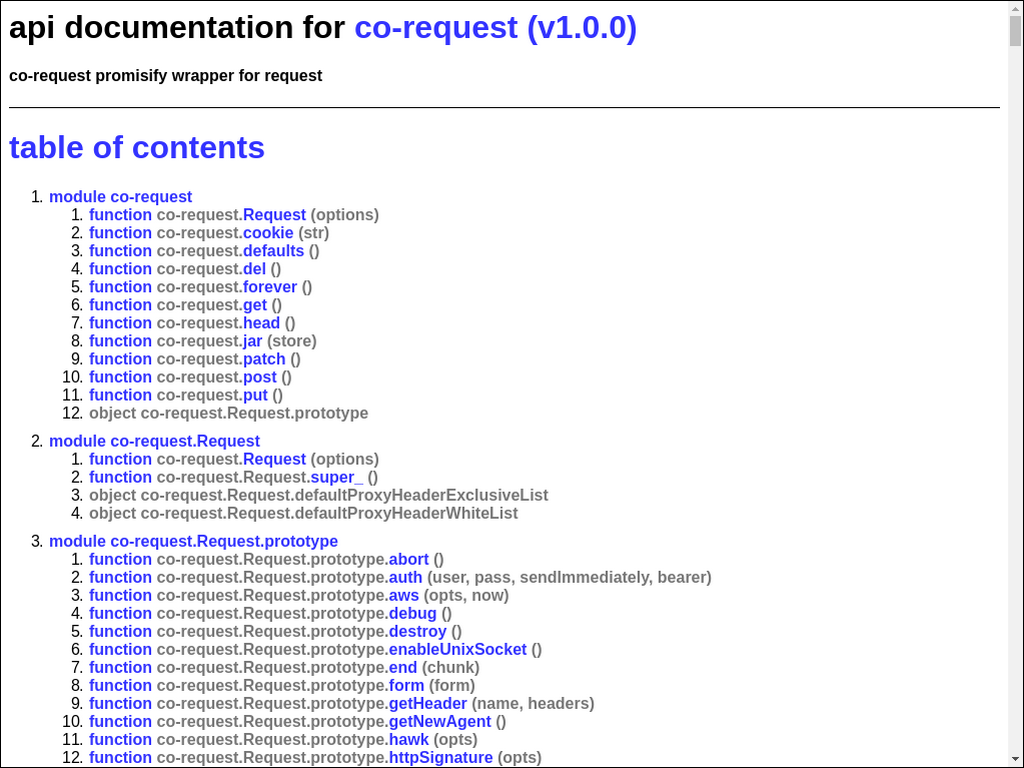 api documentation for co-request (v1.0.0)
co-request promisify wrapper for request
table of contents
1. module co-request
1. function co-request.Request (options)
2. function co-request.cookie (str)
3. function co-request.defaults ()
4. function co-request.del ()
5. function co-request.forever ()
6. function co-request.get ()
7. function co-request.head ()
8. function co-request.jar (store)
9. function co-request.patch ()
10. function co-request.post ()
11. function co-request.put ()
12. object co-request.Request.prototype
2. module co-request.Request
1. function co-request.Request (options)
2. function co-request.Request.super_ ()
3. object co-request.Request.defaultProxyHeaderExclusiveList
4. object co-request.Request.defaultProxyHeaderWhiteList
3. module co-request.Request.prototype
1. function co-request.Request.prototype.abort ()
2. function co-request.Request.prototype.auth (user, pass, sendImmediately, bearer)
3. function co-request.Request.prototype.aws (opts, now)
4. function co-request.Request.prototype.debug ()
5. function co-request.Request.prototype.destroy ()
6. function co-request.Request.prototype.enableUnixSocket ()
7. function co-request.Request.prototype.end (chunk)
8. function co-request.Request.prototype.form (form)
9. function co-request.Request.prototype.getHeader (name, headers)
10. function co-request.Request.prototype.getNewAgent ()
11. function co-request.Request.prototype.hawk (opts)
12. function co-request.Request.prototype.httpSignature (opts)